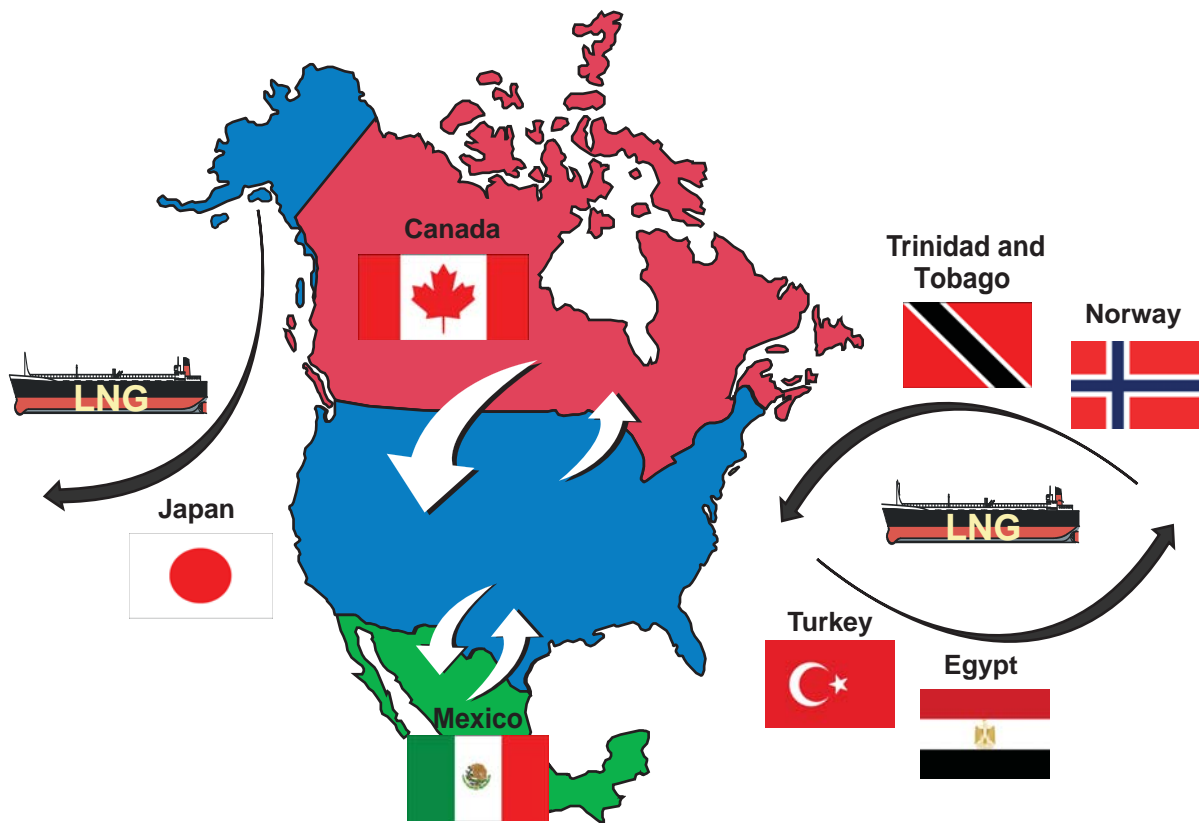 Canada
Trinidad and
Tobago
Norway
LNG
LNG
Japan
Turkey
Egypt
Mexico